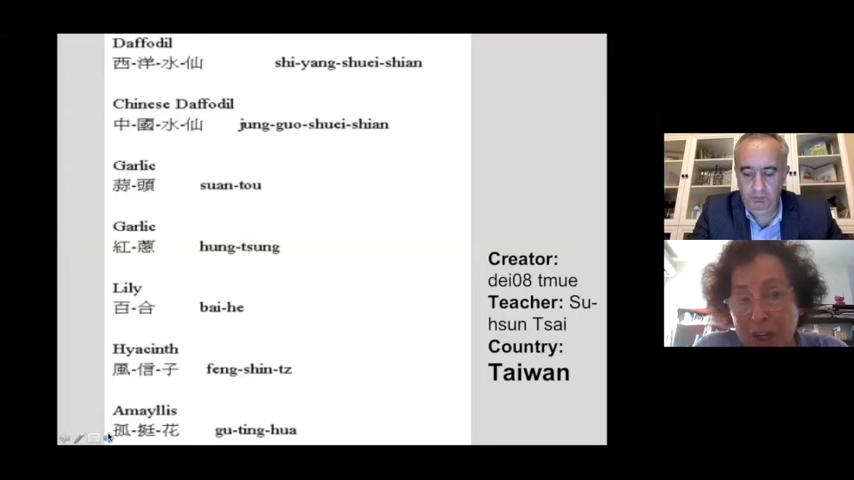 Daffodil
西-洋-水-仙 shi-yang-shuei-shian
Chinese Daffodil
中-國-水-仙 jung-guo-shuei-shian
Garlic
蒜-頭 suan-tou
Garlic
紅-蔥 hung-tsung
Lily
百-合 bai-he
Hyacinth
風-信-子 feng-shin-tz
Amayllis
孤-挺-花 gu-ting-hua
Creator:
dei08 tmue
Teacher: Su-
hsun Tsai
Country:
Taiwan